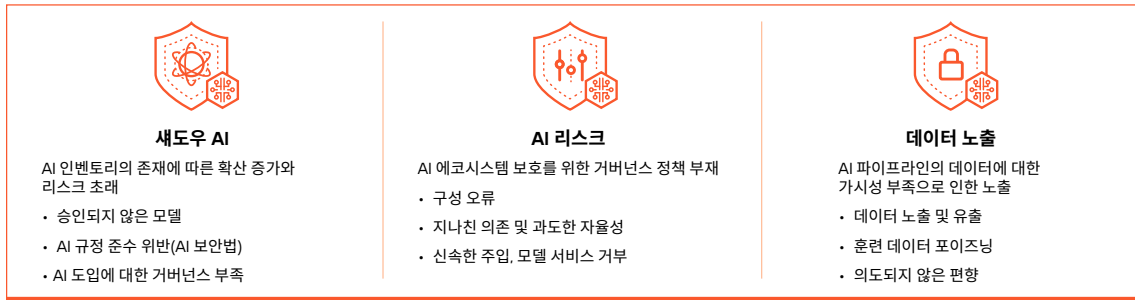 섀도우 AI
AI 인벤토리의 존재에 따른 확산 증가와
리스크 초래
• 승인되지 않은 모델
• AI 규정 준수 위반(AI 보안법)
• AI 도입에 대한 거버넌스 부족
AI 리스크
AI 에코시스템 보호를 위한 거버넌스 정책 부재
• 구성 오류
• 지나친 의존 및 과도한 자율성
• 신속한 주입, 모델 서비스 거부
데이터 노출
AI 파이프라인의 데이터에 대한
가시성 부족으로 인한 노출
• 데이터 노출 및 유출
• 훈련 데이터 포이즈닝
• 의도되지 않은 편향